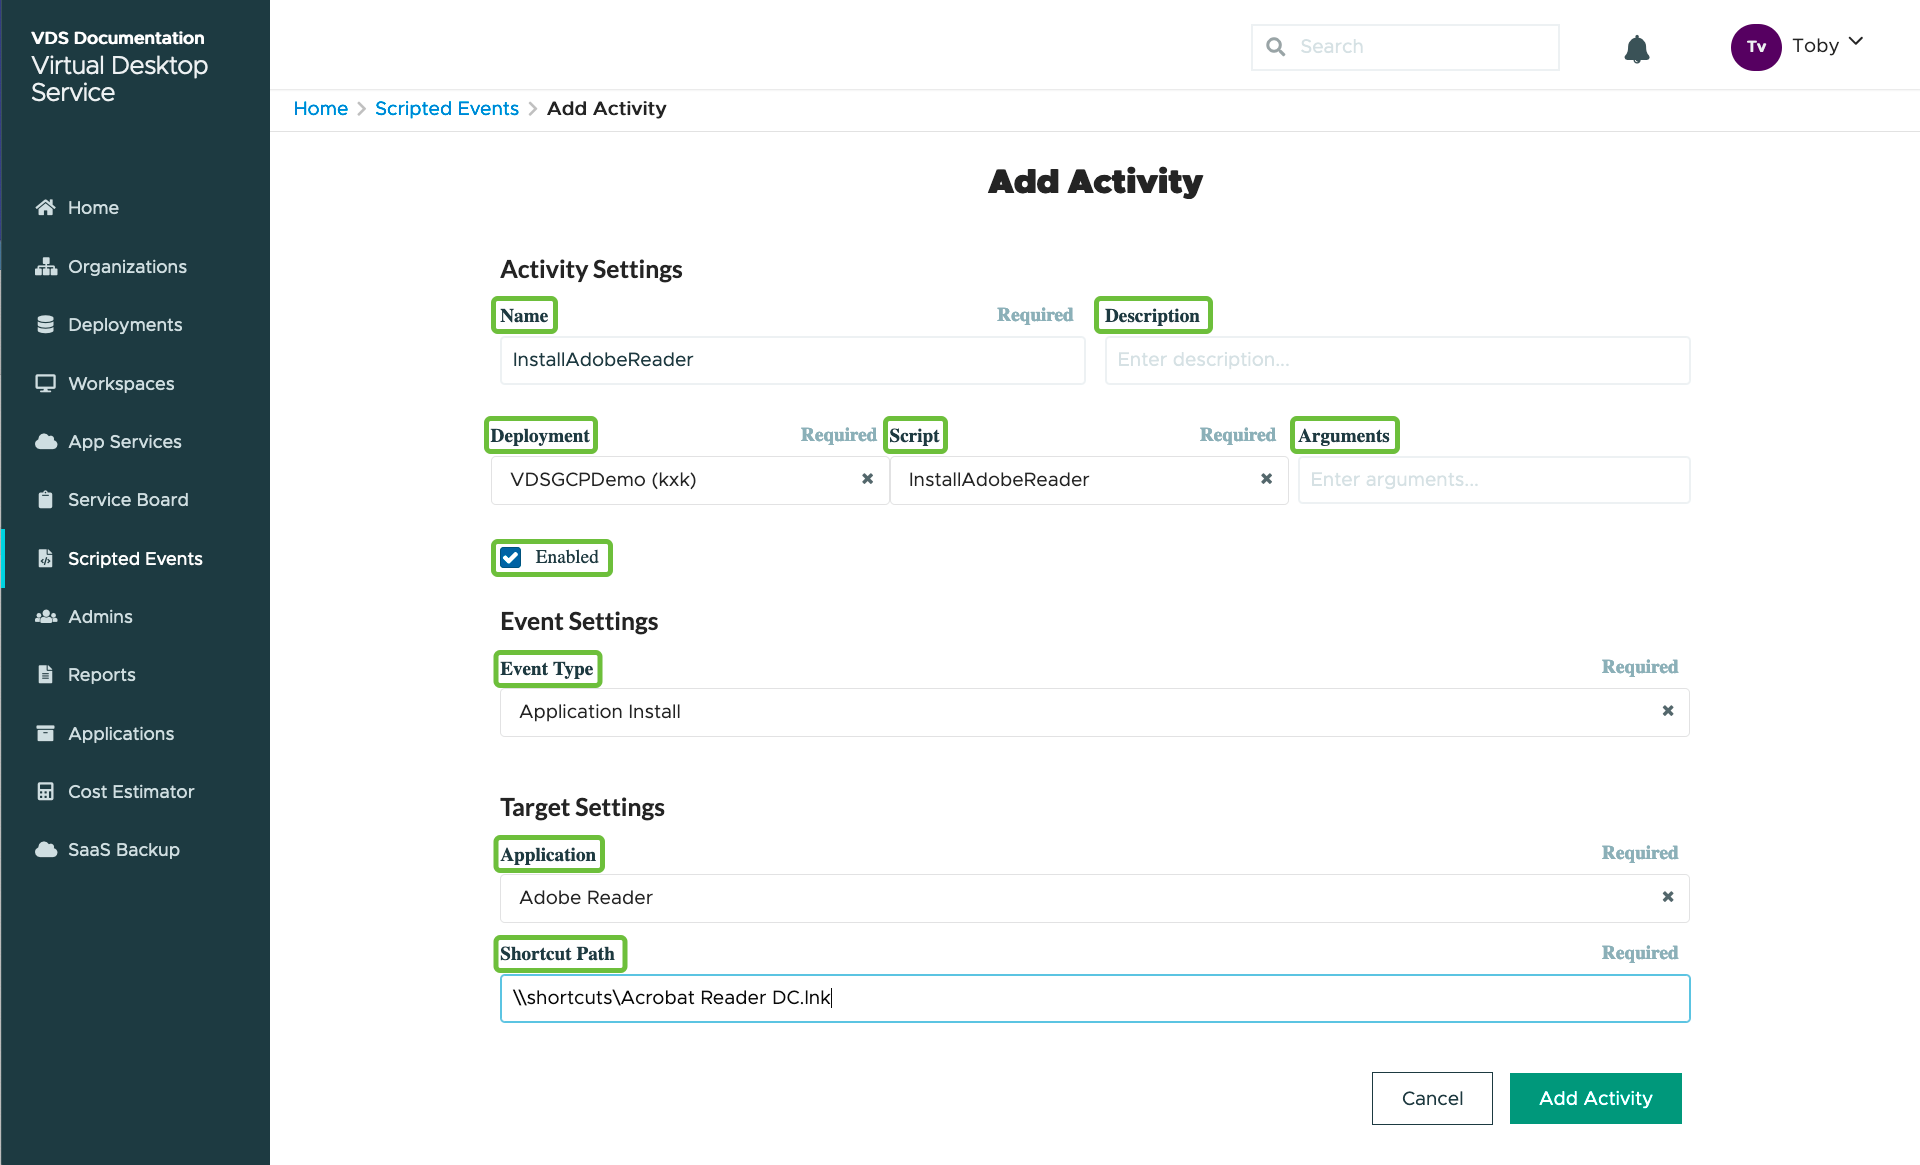 VDS Documentation
Virtual Desktop
Service
Search
Tv
Toby
Home > Scripted Events > Add Activity
Home
Organizations
Deployments
Workspaces
App Services
Service Board
Scripted Events
Admins
Reports
Applications
Cost Estimator
SaaS Backup
Add Activity
Activity Settings
Name Required Description
InstallAdobeReader Enter description...
Deployment Required Script Required Arguments
VDSGCPDemo (kxk) InstallAdobeReader Enter arguments...
Enabled
Event Settings
Event Type Required
Application Install
Target Settings
Application Required
Adobe Reader
Shortcut Path Required
\\shortcuts\Acrobat Reader DC.lnk
Cancel Add Activity